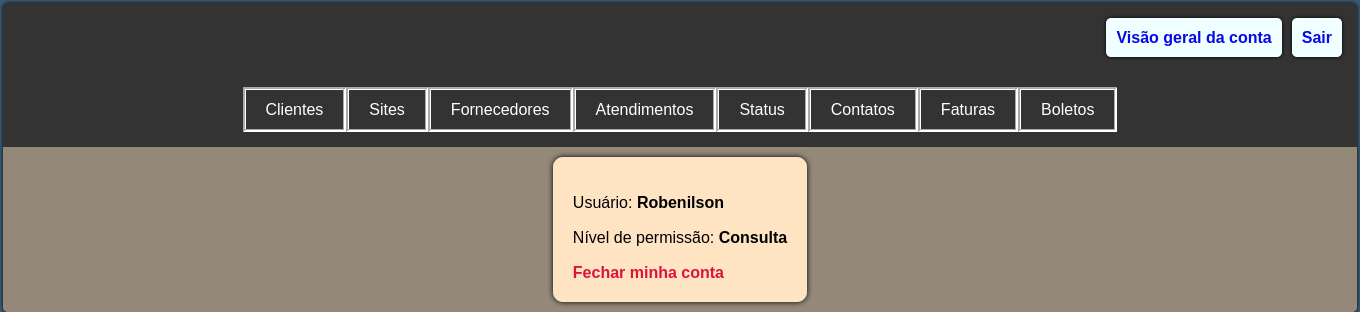 Visão geral da conta Sair
Clientes Sites Fornecedores Atendimentos Status Contatos Faturas Boletos
Usuário: Robenilson
Nível de permissão: Consulta
Fechar minha conta